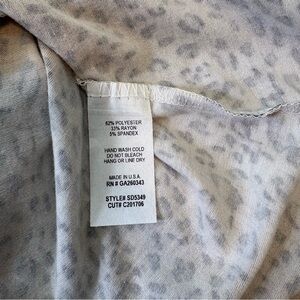 62% POLYESTER
33% RAYON
5% SPANDEX
HAND WASH COLD
DO NOT BLEACH
HANG OR LINE DRY
MADE IN U.S.A.
RN # GA260343
STYLE# SD5349
CUT# C201706